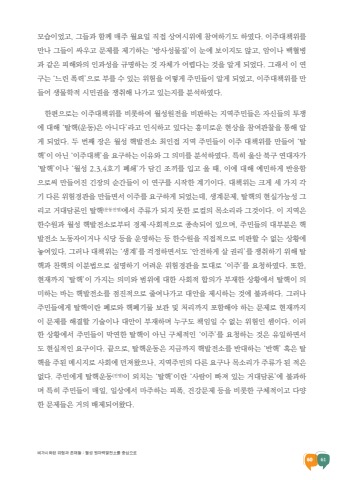 모습이었고, 그들과 함께 매주 월요일 직접 상여시위에 참여하기도 하였다. 이주대책위를
만나 그들이 싸우고 문제를 제기하는 '방사성물질'이 눈에 보이지도 않고, 암이나 백혈병
과 같은 피해와의 인과성을 규명하는 것 자체가 어렵다는 것을 알게 되었다. 그래서 이 연
구는 '느린 폭력'으로 부를 수 있는 위험을 어떻게 주민들이 알게 되었고, 이주대책위를 만
들어 생물학적 시민권을 쟁취해 나가고 있는지를 분석하였다.
한편으로는 이주대책위를 비롯하여 월성원전을 비판하는 지역주민들은 자신들의 투쟁
에 대해 '탈핵(운동)은 아니다'라고 인식하고 있다는 흥미로운 현상을 참여관찰을 통해 알
게 되었다. 두 번째 장은 월성 핵발전소 최인접 지역 주민들이 이주 대책위를 만들어 '탈
핵'이 아닌 '이주대책'을 요구하는 이유와 그 의미를 분석하였다. 특히 울산 북구 연대자가
'탈핵'이나 '월성 2,3,4호기 폐쇄'가 담긴 조끼를 입고 올 때, 이에 대해 예민하게 반응함
으로써 만들어진 긴장의 순간들이 이 연구를 시작한 계기이다. 대책위는 크게 세 가지 각
기 다른 위험경관을 만들면서 이주를 요구하게 되었는데, 생계문제, 탈핵의 현실가능성 그
리고 거대담론인 탈핵에서 주류가 되지 못한 로컬의 목소리라 그것이다. 이 지역은
한수원과 월성 핵발전소로부터 경제·사회적으로 종속되어 있으며, 주민들의 대부분은 핵
발전소 노동자이거나 식당 등을 운영하는 등 한수원을 직접적으로 비판할 수 없는 상황에
놓여있다. 그러나 대책위는 '생계'를 걱정하면서도 '안전하게 살 권리'를 쟁취하기 위해 탈
핵과 찬핵의 이분법으로 설명하기 어려운 위험경관을 토대로 '이주'를 요청하였다. 또한,
현재까지 '탈핵'이 가지는 의미와 범위에 대한 사회적 합의가 부재한 상황에서 탈핵이 의
미하는 바는 핵발전소를 점진적으로 줄여나가고 대안을 제시하는 것에 불과하다. 그러나
주민들에게 탈핵이란 폐로와 핵폐기물 보관 및 처리까지 포함해야 하는 문제로 현재까지
이 문제를 해결할 기술이나 대안이 부재하며 누구도 책임질 수 없는 위험인 셈이다. 이러
한 상황에서 주민들이 막연한 탈핵이 아닌 구체적인 '이주'를 요청하는 것은 유일하면서
도 현실적인 요구이다. 끝으로, 탈핵운동은 지금까지 핵발전소를 반대하는 '반핵' 혹은 탈
핵을 주된 메시지로 사회에 던져왔으나, 지역주민의 다른 요구나 목소리가 주류가 된 적은
없다. 주민에게 탈핵운동이 외치는 '탈핵'이란 '사람이 빠져 있는 거대담론'에 불과하
며 특히 주민들이 매일, 일상에서 마주하는 피폭, 건강문제 등을 비롯한 구체적이고 다양
한 문제들은 거의 배제되어왔다.
60 61